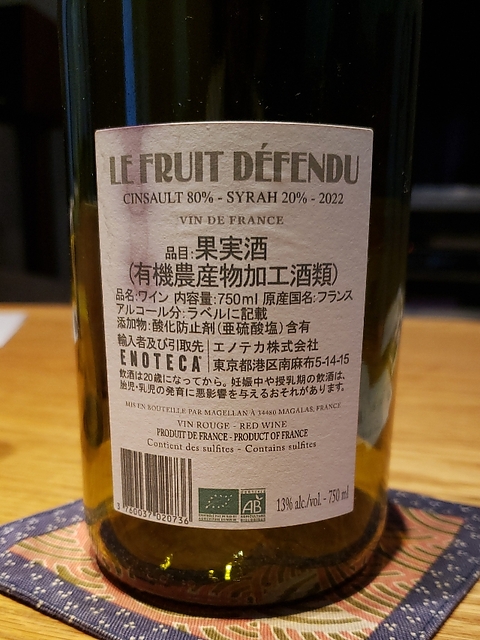 LE FRUIT DÉFENDU
CINSAULT 80% - SYRAH 20% - 2022
VIN DE FRANCE
品目:果実酒
(有機農産物加工酒類)
品名:ワイン 内容量:750ml 原産国名:フランス
アルコール分:ラベルに記載
添加物:酸化防止剤(亜硫酸塩)含有
輸入者及び引取先 エノテカ株式会社
ENOTECA 東京都港区南麻布5-14-15
飲酒は20歳になってから。妊娠中や授乳期の飲酒は、
胎児・乳児の発育に悪影響を与えるおそれがあります。
MIS EN BOUTEILLE PAR MAGELLAN À 34480 MAGALAS, FRANCE
VIN ROUGE - RED WINE
PRODUIT DE FRANCE - PRODUCT OF FRANCE
Contient des sulfites - Contains sulfites
3 760037 020736
CERTIFIÉ
AB
AGRICULTURE
BIOLOGIQUE
13% alc./vol. - 750 ml